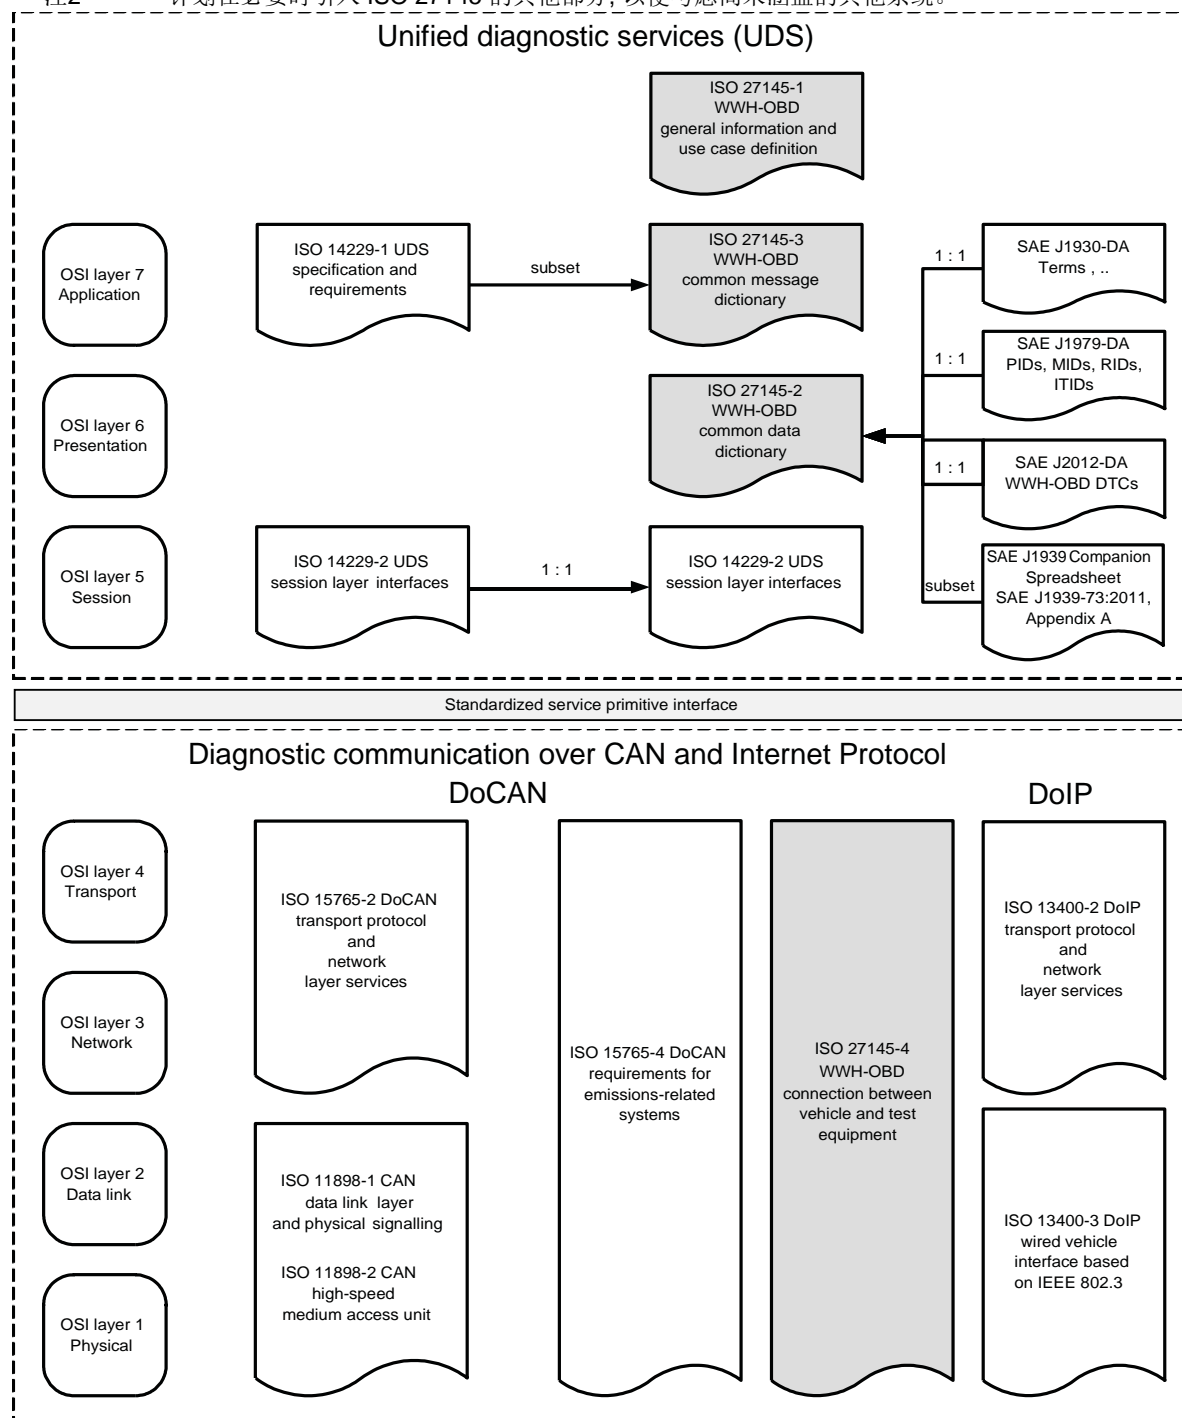 Unified diagnostic services (UDS)
ISO 27145-1
WWH-OBD
general information and
use case definition
OSI layer 7
Application
ISO 14229-1 UDS
specification and
requirements
subset
ISO 27145-3
WWH-OBD
common message
dictionary
1 : 1
SAE J1930-DA
Terms , ..
1 : 1
SAE J1979-DA
PIDs, MIDs, RIDs,
ITIDs
OSI layer 6
Presentation
ISO 27145-2
WWH-OBD
common data
dictionary
1 : 1
SAE J2012-DA
WWH-OBD DTCs
OSI layer 5
Session
ISO 14229-2 UDS
session layer interfaces
1 : 1
ISO 14229-2 UDS
session layer interfaces
subset
SAE J1939 Companion
Spreadsheet
SAE J1939-73:2011,
Appendix A
Standardized service primitive interface
Diagnostic communication over CAN and Internet Protocol
DoCAN
DoIP
OSI layer 4
Transport
ISO 15765-2 DoCAN
transport protocol
and
network
layer services
ISO 13400-2 DoIP
transport protocol
and
network
layer services
OSI layer 3
Network
ISO 15765-4 DoCAN
requirements for
emissions-related
systems
ISO 27145-4
WWH-OBD
connection between
vehicle and test
equipment
OSI layer 2
Data link
ISO 11898-1 CAN
data link layer
and physical signalling
ISO 11898-2 CAN
high-speed
medium access unit
ISO 13400-3 DoIP
wired vehicle
interface based
on IEEE 802.3
OSI layer 1
Physical